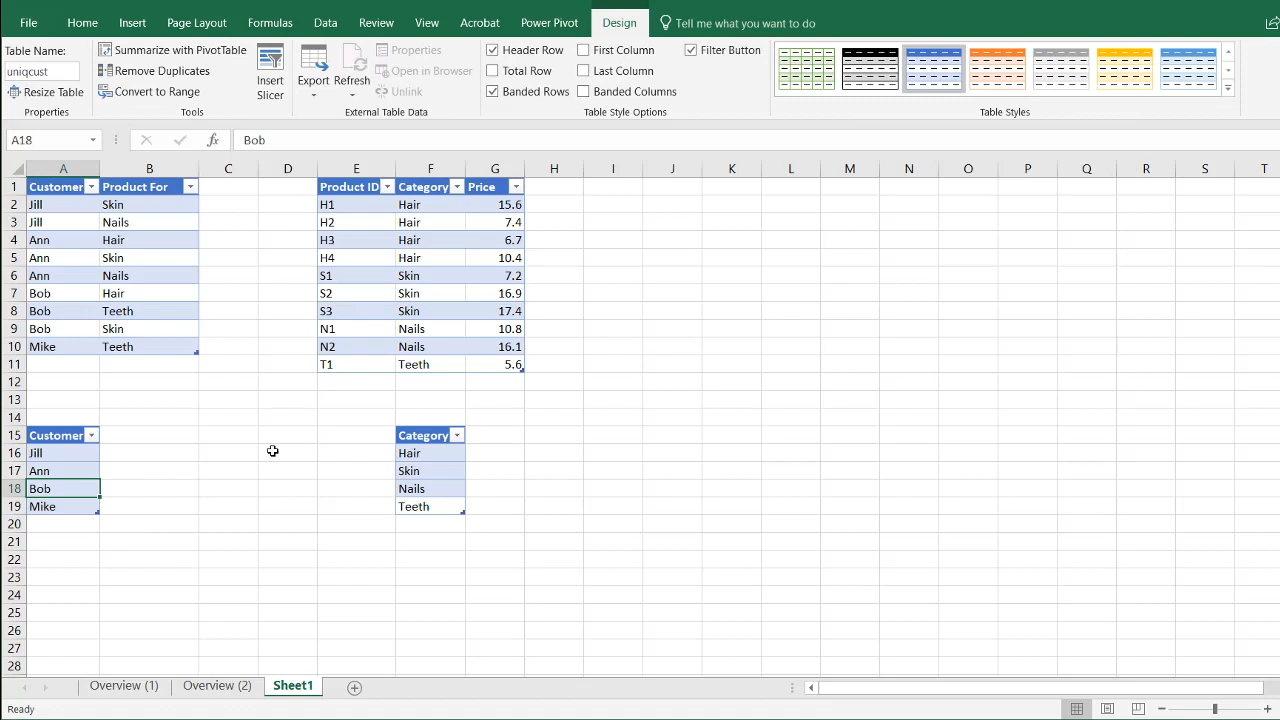 File Home Insert Page Layout Formulas Data Review View Acrobat Power Pivot Design Tell me what you want to do
Table Name: Summarize with PivotTable Properties Header Row First Column Filter Button
uniqcust Remove Duplicates Insert Slicer Export Refresh Open in Browser Total Row Last Column
Resize Table Convert to Range Unlink Banded Rows Banded Columns
Properties Tools External Table Data Table Style Options Table Styles
A18 fx Bob
A B C D E F G H I J K L M N O P Q R S T
1 Customer Product For Product ID Category Price
2 Jill Skin H1 Hair 15.6
3 Jill Nails H2 Hair 7.4
4 Ann Hair H3 Hair 6.7
5 Ann Skin H4 Hair 10.4
6 Ann Nails S1 Skin 7.2
7 Bob Hair S2 Skin 16.9
8 Bob Teeth S3 Skin 17.4
9 Bob Skin N1 Nails 10.8
10 Mike Teeth N2 Nails 16.1
11 T1 Teeth 5.6
12
13
14
15 Customer Category
16 Jill Hair
17 Ann Skin
18 Bob Nails
19 Mike Teeth
20
21
22
23
24
25
26
27
28
Overview (1) Overview (2) Sheet1
Ready